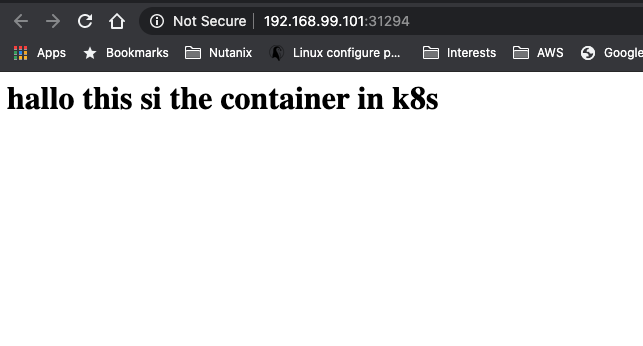 Not Secure 192.168.99.101:31294
Apps Bookmarks Nutanix Linux configure p... Interests AWS Google
hallo this si the container in k8s